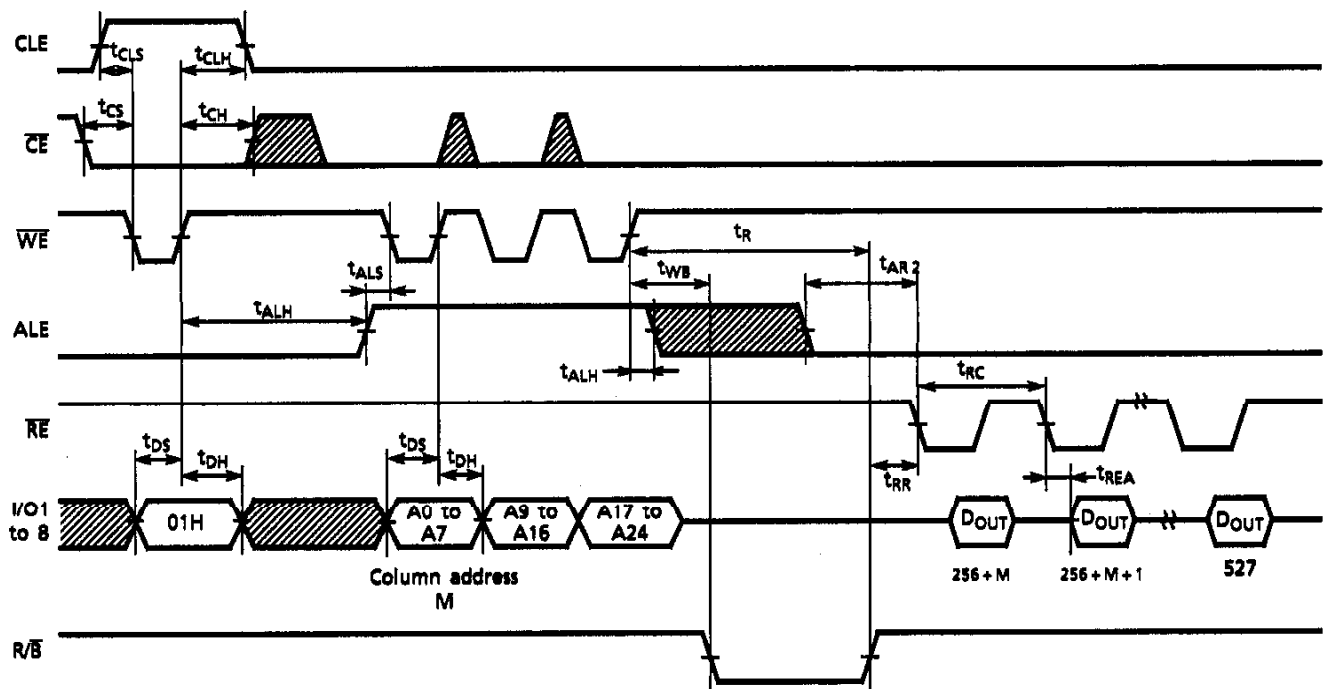 CLE
tCLS
tCLH
tCS
tCH
CE
WE
tR
tALS
tWB
tAR2
ALE
tALH
tALH
tRC
RE
tDS
tDH
tDS
tDH
tRR
tREA
I/O1
to 8
01H
A0 to
A7
A9 to
A16
A17 to
A24
DOUT
DOUT
DOUT
256 + M
256 + M + 1
527
Column address
M
R/B